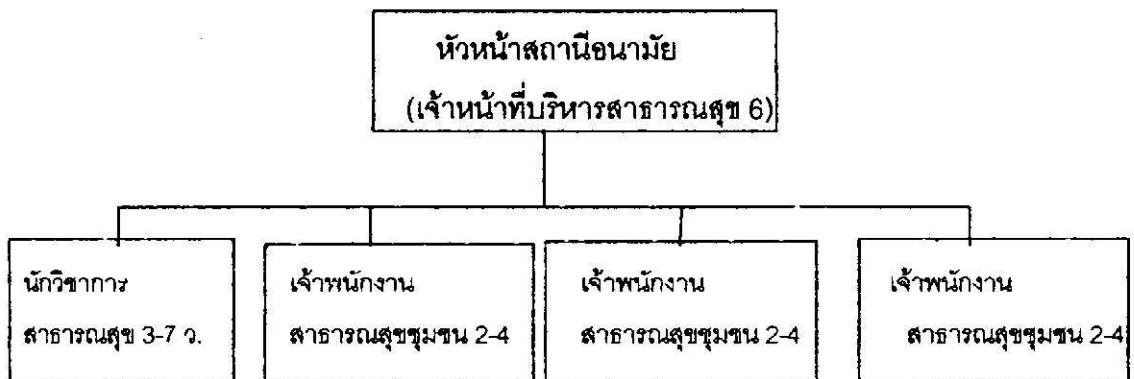 หัวหน้าสถานีอนามัย
(เจ้าหน้าที่บริหารสาธารณสุข 6)
นักวิชาการ
สาธารณสุข 3-7 ว.
เจ้าพนักงาน
สาธารณสุขชุมชน 2-4
เจ้าพนักงาน
สาธารณสุขชุมชน 2-4
เจ้าพนักงาน
สาธารณสุขชุมชน 2-4